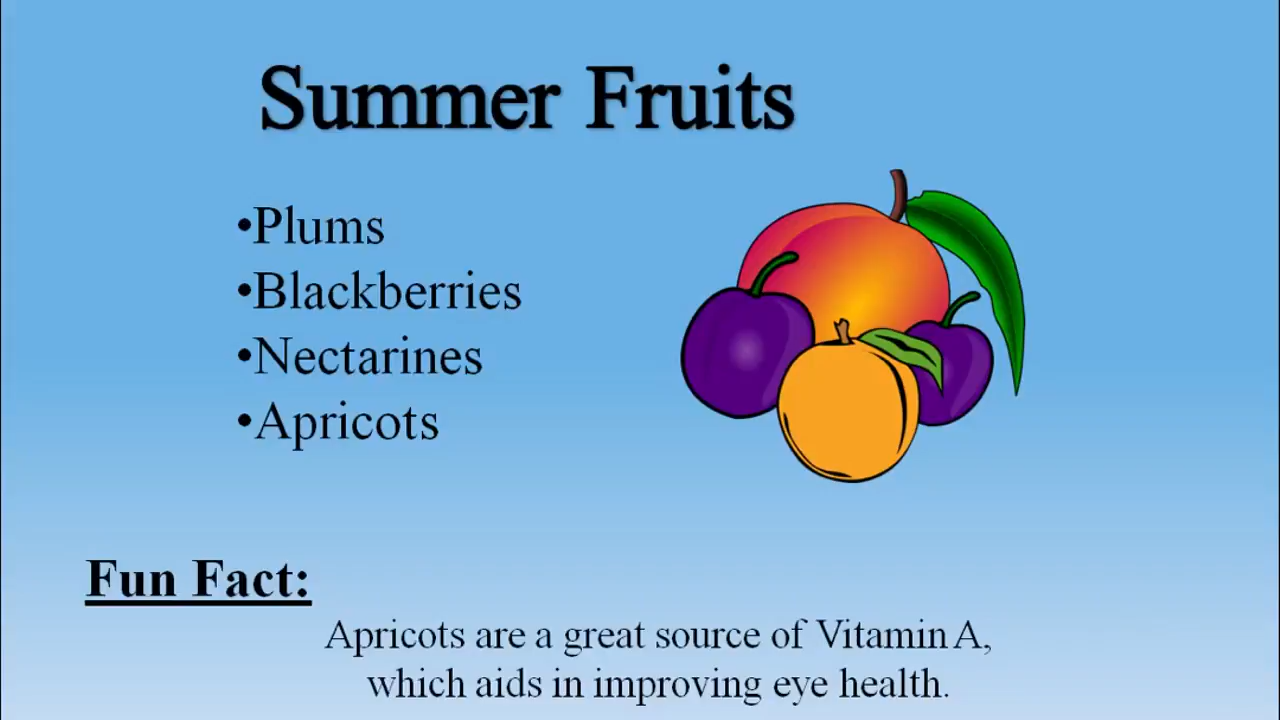 Summer Fruits
•Plums
•Blackberries
•Nectarines
•Apricots
Fun Fact:
Apricots are a great source of Vitamin A,
which aids in improving eye health.